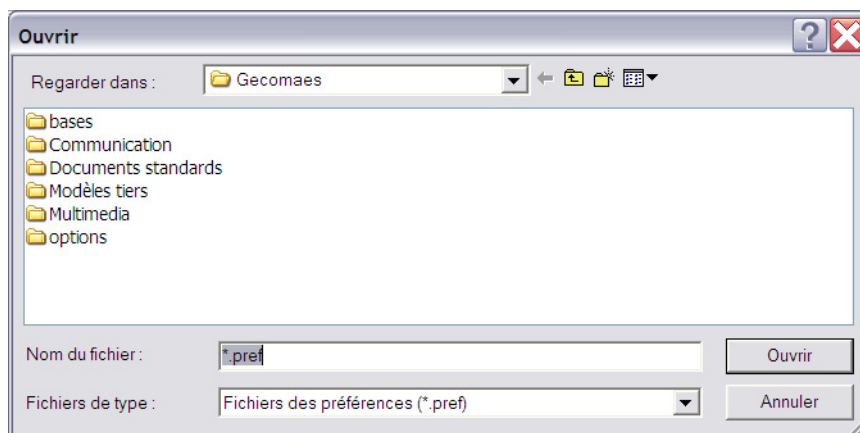 Ouvrir
Regarder dans : Gecomaes
bases
Communication
Documents standards
Modèles tiers
Multimedia
options
Nom du fichier : *.pref Ouvrir
Fichiers de type : Fichiers des préférences (*.pref) Annuler